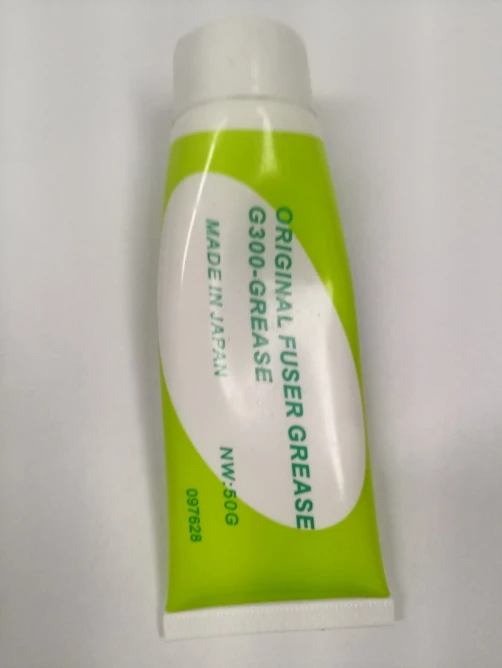 ORIGINAL FUSER GREASE
G300-GREASE
MADE IN JAPAN
NW:50G
097628